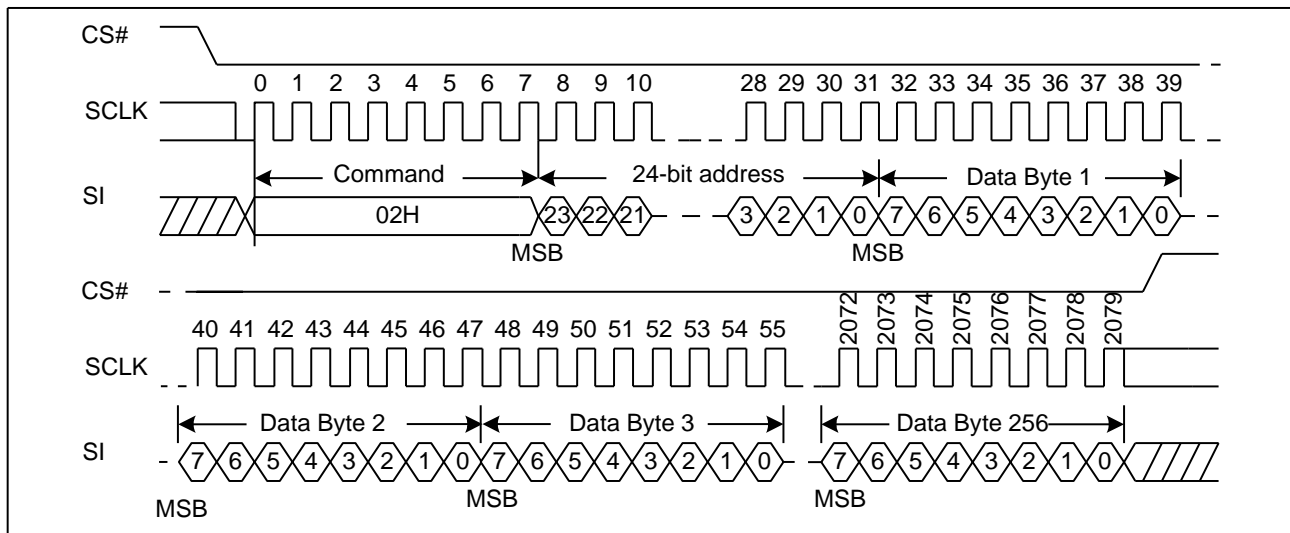 CS#
0 1 2 3 4 5 6 7 8 9 10 28 29 30 31 32 33 34 35 36 37 38 39
SCLK
Command 24-bit address Data Byte 1
SI
02H 23 22 21 3 2 1 0 7 6 5 4 3 2 1 0
MSB MSB
CS#
40 41 42 43 44 45 46 47 48 49 50 51 52 53 54 55 2072 2073 2074 2075 2076 2077 2078 2079
SCLK
Data Byte 2 Data Byte 3 Data Byte 256
SI
7 6 5 4 3 2 1 0 7 6 5 4 3 2 1 0 7 6 5 4 3 2 1 0
MSB MSB MSB